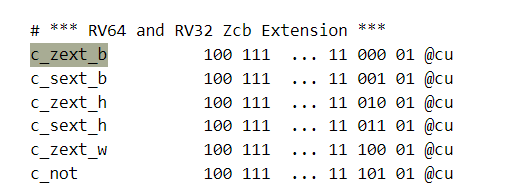 # *** RV64 and RV32 Zcb Extension ***
c_zext_b 100 111 ... 11 000 01 @cu
c_sext_b 100 111 ... 11 001 01 @cu
c_zext_h 100 111 ... 11 010 01 @cu
c_sext_h 100 111 ... 11 011 01 @cu
c_zext_w 100 111 ... 11 100 01 @cu
c_not 100 111 ... 11 101 01 @cu